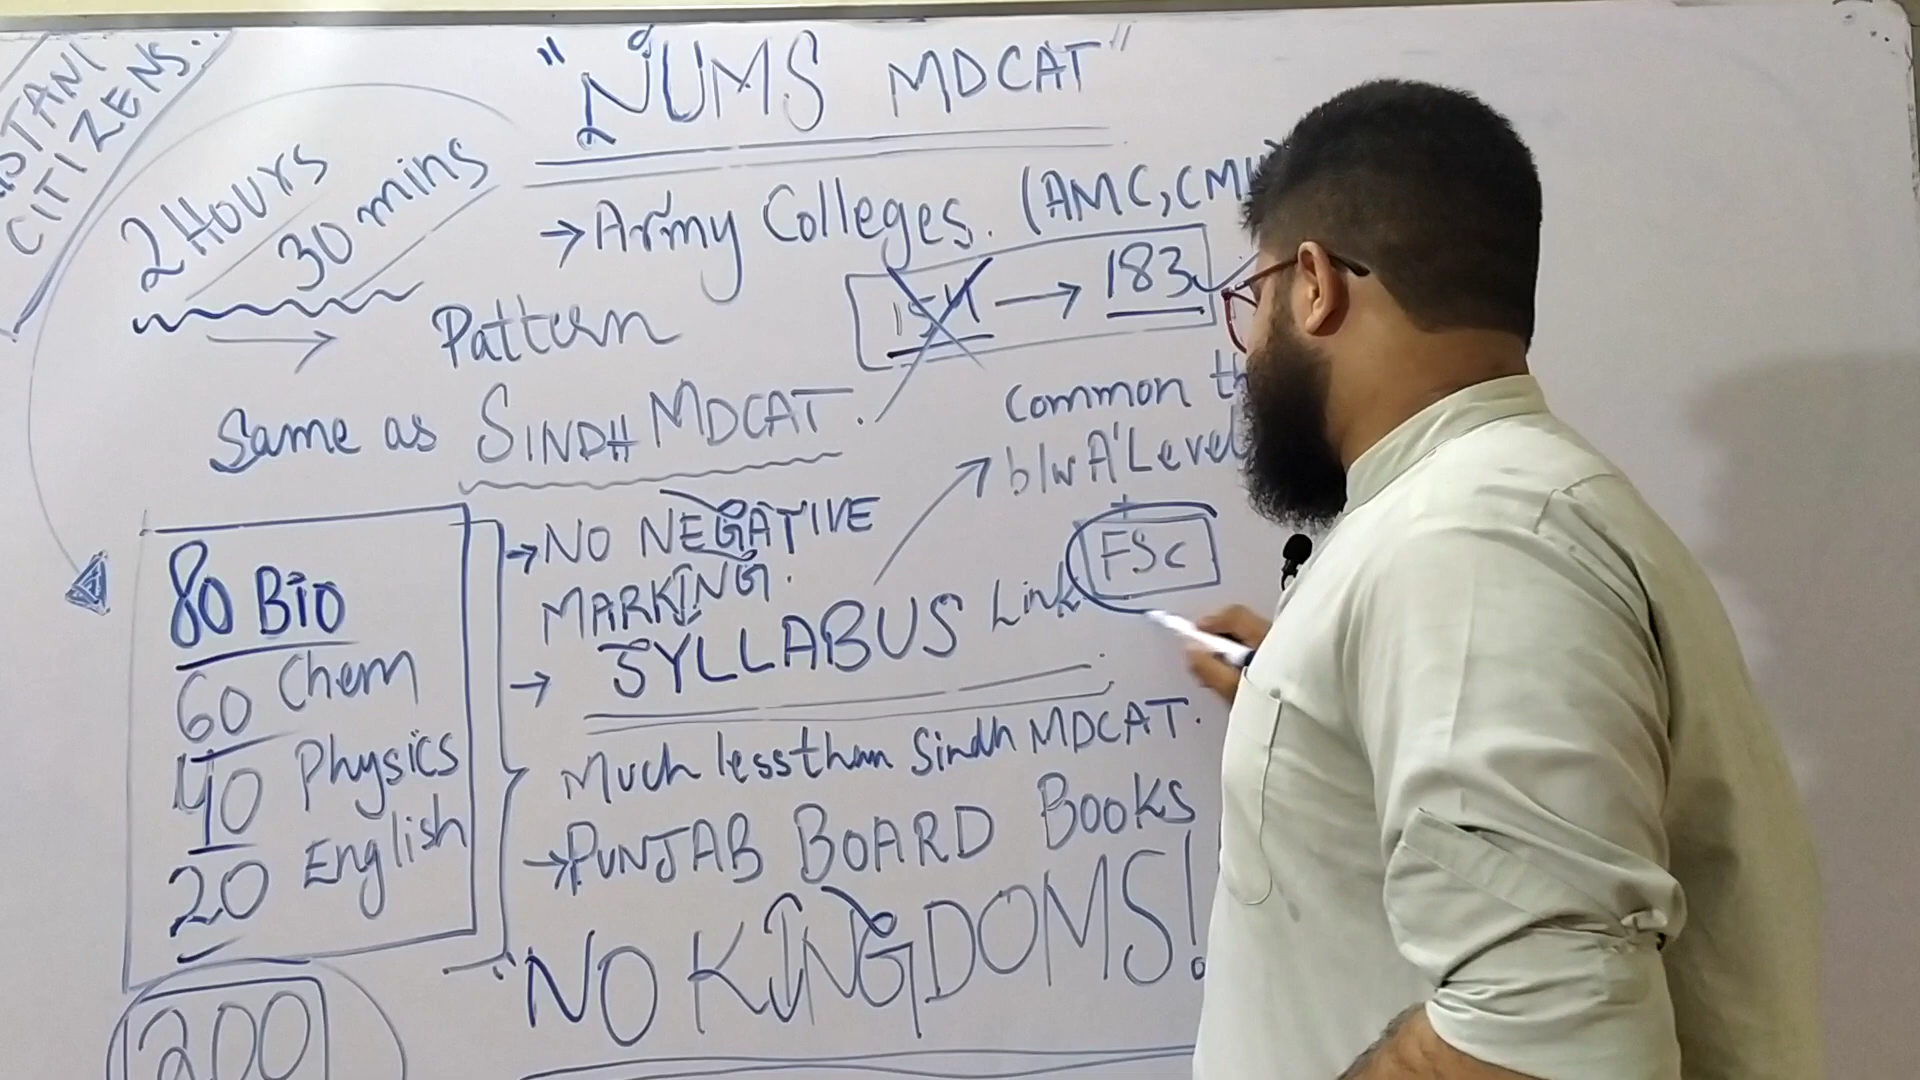 "NUMS MDCAT"
STANI
CITIZENS..
2 Hours
30 mins
→ Army Colleges. (AMC, CMH)
→ Pattern
154 → 183
Same as SINDH MDCAT.
Common
b/w A'Level
+
FSc
80 Bio
60 Chem
40 Physics
20 English
200
→ NO NEGATIVE
MARKING.
→ SYLLABUS Link
Much less than Sindh MDCAT.
→ PUNJAB BOARD Books
"NO KINGDOMS!